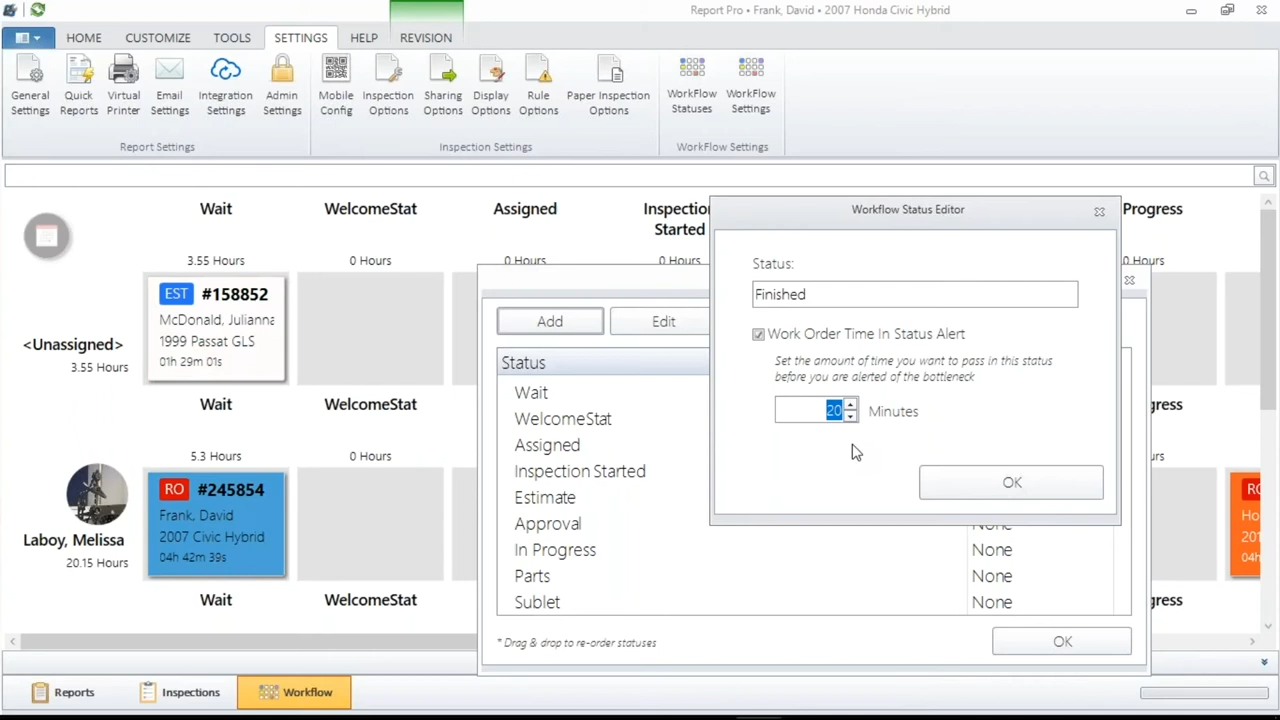 Report Pro • Frank, David • 2007 Honda Civic Hybrid
HOME CUSTOMIZE TOOLS SETTINGS HELP REVISION
General Settings
Quick Reports
Virtual Printer
Email Settings
Integration Settings
Admin Settings
Mobile Config
Inspection Options
Sharing Options
Display Options
Rule Options
Paper Inspection Options
WorkFlow Statuses
WorkFlow Settings
Report Settings
Inspection Settings
WorkFlow Settings
Wait
WelcomeStat
Assigned
Inspection
Started
Progress
3.55 Hours
0 Hours
0 Hours
0 Hours
0 Hours
<Unassigned>
3.55 Hours
EST #158852
McDonald, Julianna
1999 Passat GLS
01h 29m 01s
Wait
WelcomeStat
gress
5.3 Hours
0 Hours
Laboy, Melissa
20.15 Hours
RO #245854
Frank, David
2007 Civic Hybrid
04h 42m 39s
Wait
WelcomeStat
gress
RO
Ho
201
04h
Add
Edit
Status
Wait
WelcomeStat
Assigned
Inspection Started
Estimate
Approval
In Progress
Parts
Sublet
None
None
None
None
* Drag & drop to re-order statuses
OK
Workflow Status Editor
Status:
Finished
Work Order Time In Status Alert
Set the amount of time you want to pass in this status
before you are alerted of the bottleneck
20 Minutes
OK
Reports
Inspections
Workflow